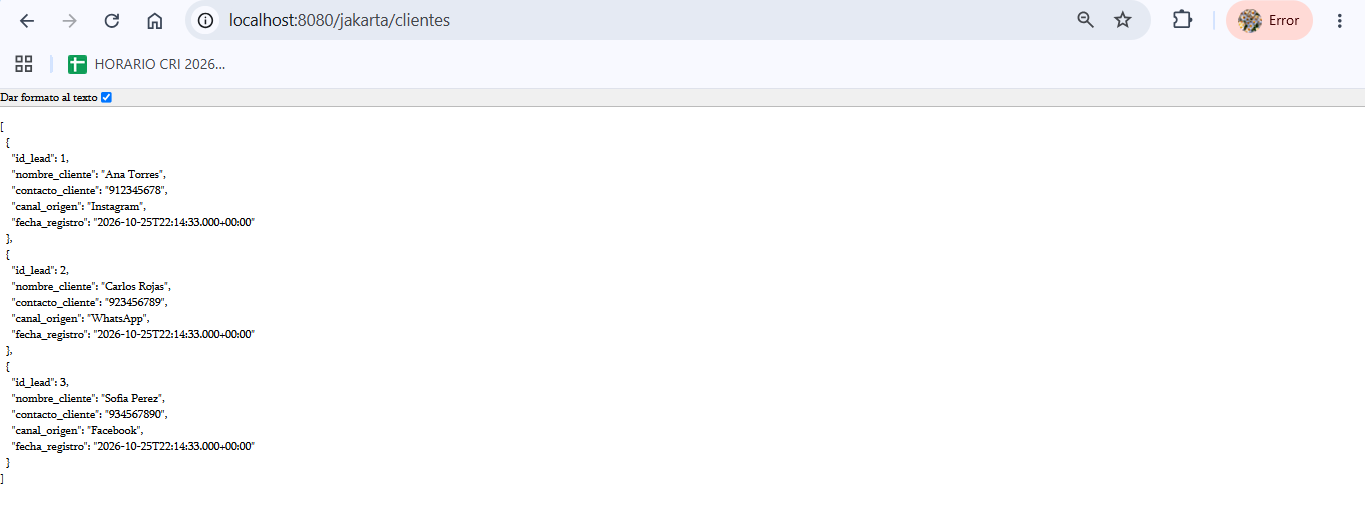 localhost:8080/jakarta/clientes
Error
HORARIO CRI 2026...
Dar formato al texto
[
{
"id_lead": 1,
"nombre_cliente": "Ana Torres",
"contacto_cliente": "912345678",
"canal_origen": "Instagram",
"fecha_registro": "2026-10-25T22:14:33.000+00:00"
},
{
"id_lead": 2,
"nombre_cliente": "Carlos Rojas",
"contacto_cliente": "923456789",
"canal_origen": "WhatsApp",
"fecha_registro": "2026-10-25T22:14:33.000+00:00"
},
{
"id_lead": 3,
"nombre_cliente": "Sofia Perez",
"contacto_cliente": "934567890",
"canal_origen": "Facebook",
"fecha_registro": "2026-10-25T22:14:33.000+00:00"
}
]